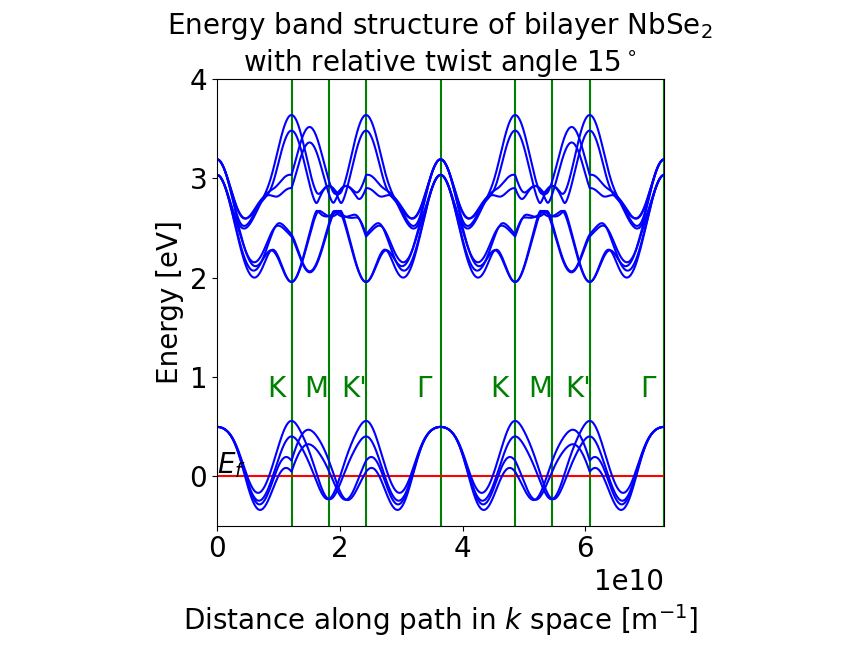 Energy band structure of bilayer NbSe₂
with relative twist angle 15°
Energy [eV]
4
3
2
1
0
K M K' Γ K M K' Γ
E_f
0 2 4 6
1e10
Distance along path in k space [m⁻¹]